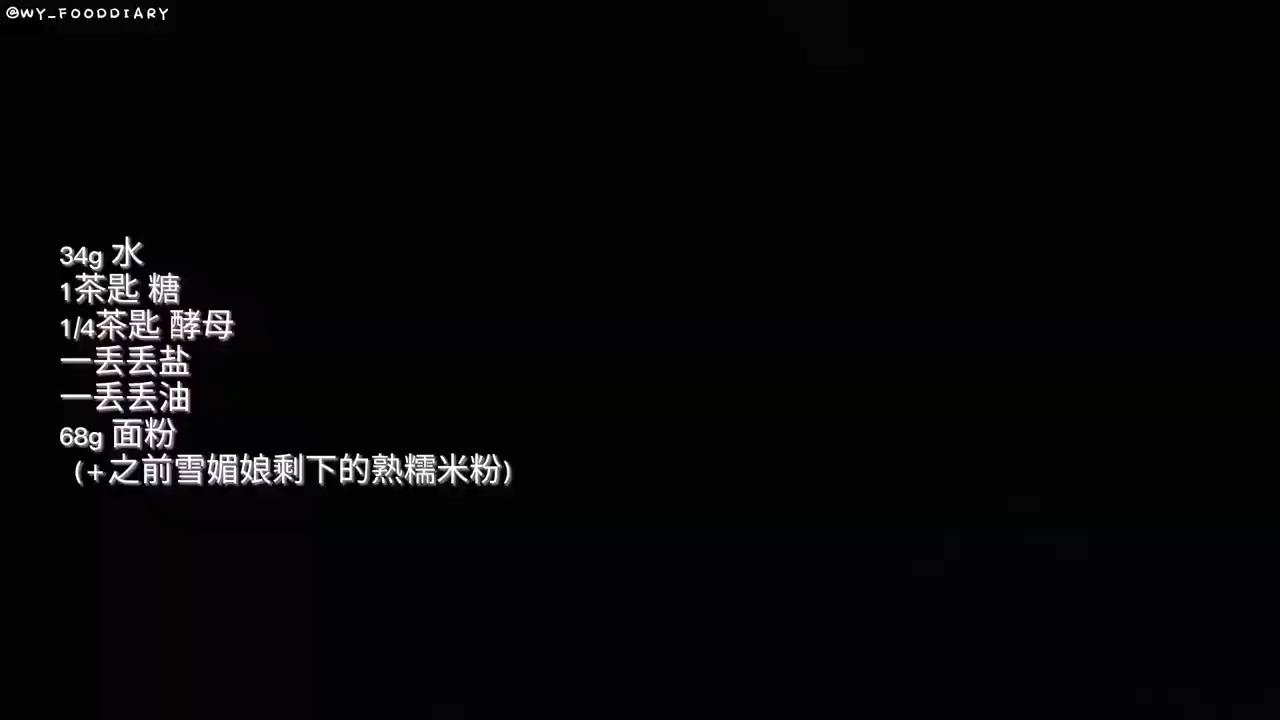 @WY_FOODDIARY
34g 水
1茶匙 糖
1/4茶匙 酵母
一丢丢盐
一丢丢油
68g 面粉
(+之前雪媚娘剩下的熟糯米粉)